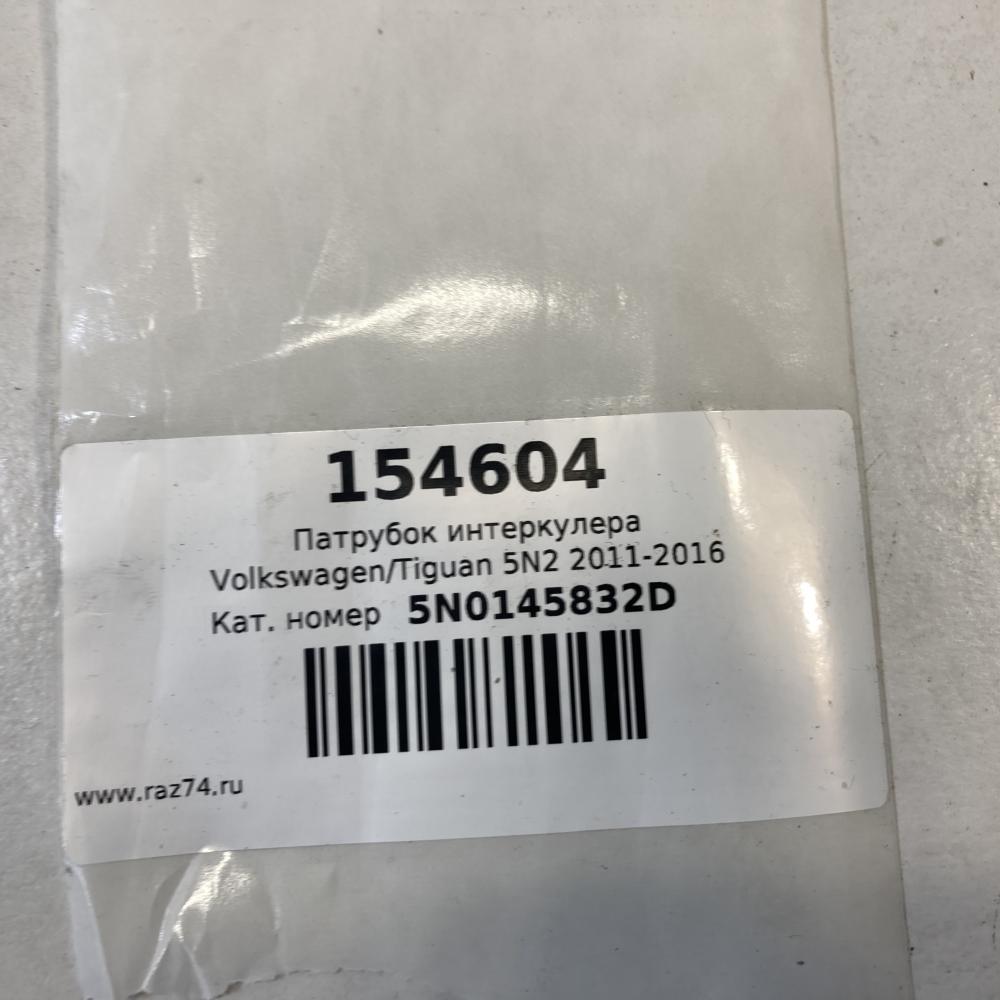 154604
Патрубок интеркулера
Volkswagen/Tiguan 5N2 2011-2016
Кат. номер 5N0145832D
www.raz74.ru